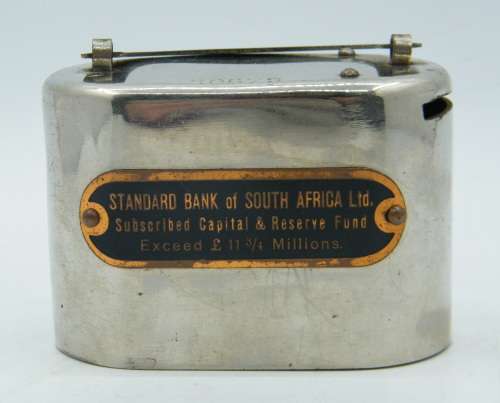 STANDARD BANK of SOUTH AFRICA Ltd.
Subscribed Capital & Reserve Fund
Exceed £ 11 3/4 Millions.